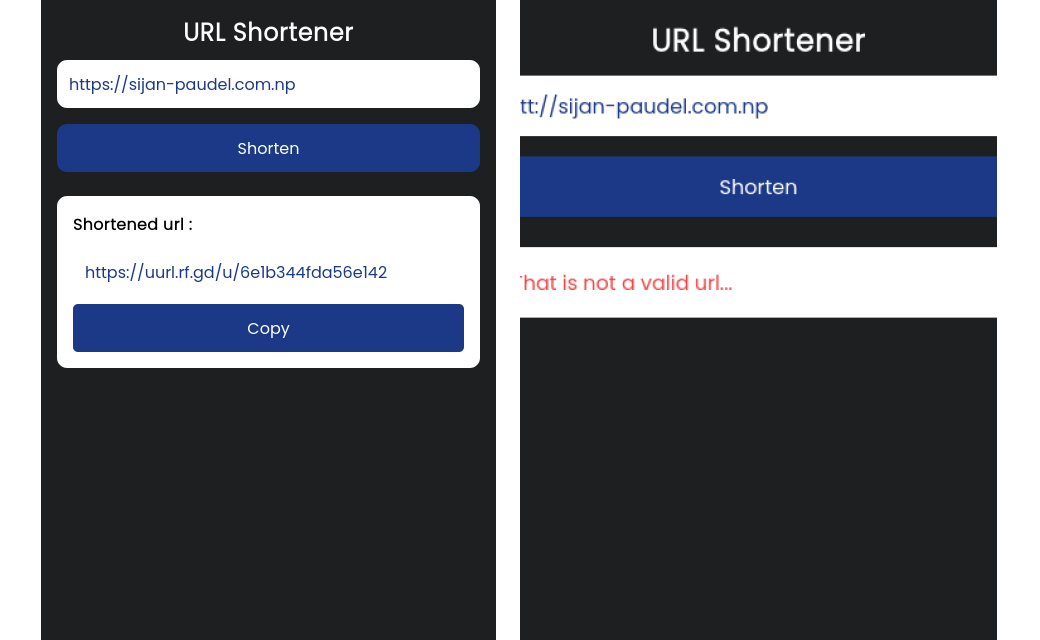 URL Shortener
https://sijan-paudel.com.np
Shorten
Shortened url :
https://uurl.rf.gd/u/6e1b344fda56e142
Copy
URL Shortener
tt://sijan-paudel.com.np
Shorten
hat is not a valid url...